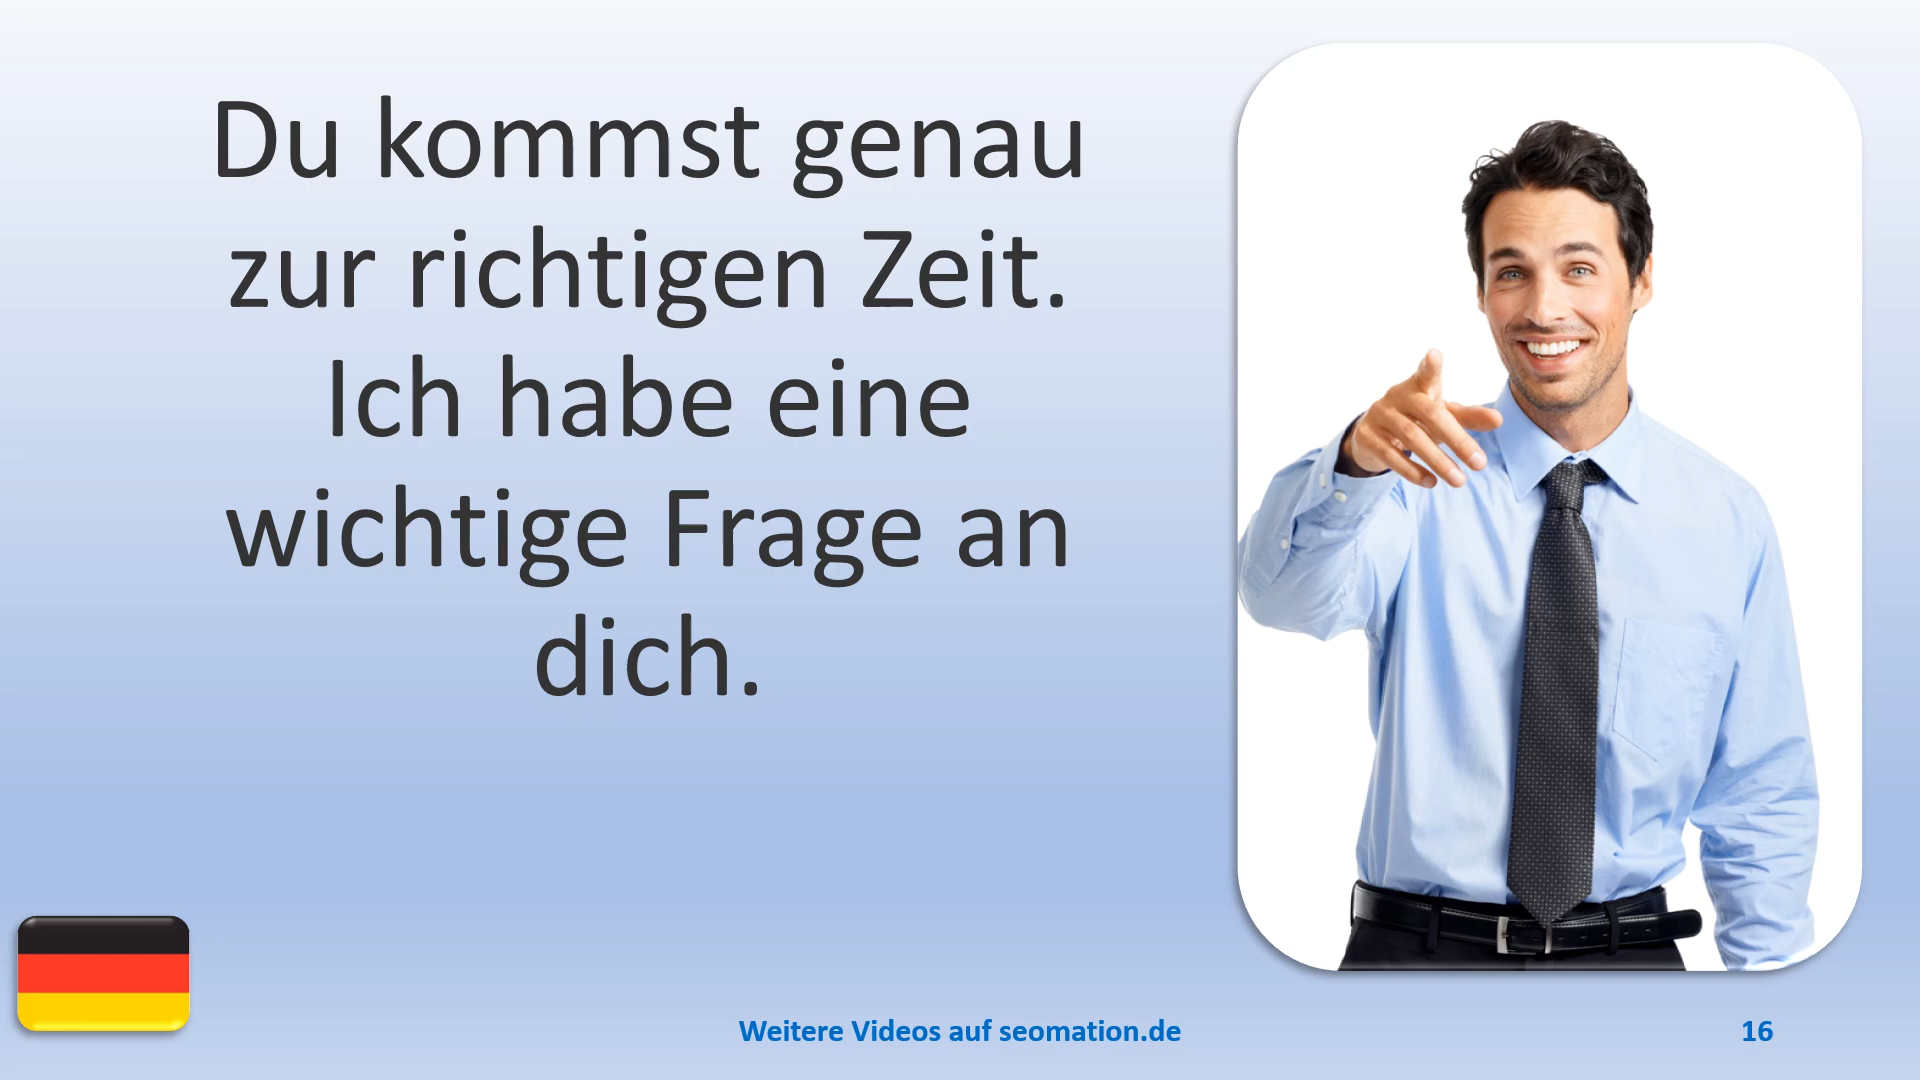 Du kommst genau
zur richtigen Zeit.
Ich habe eine
wichtige Frage an
dich.
Weitere Videos auf seomation.de
16